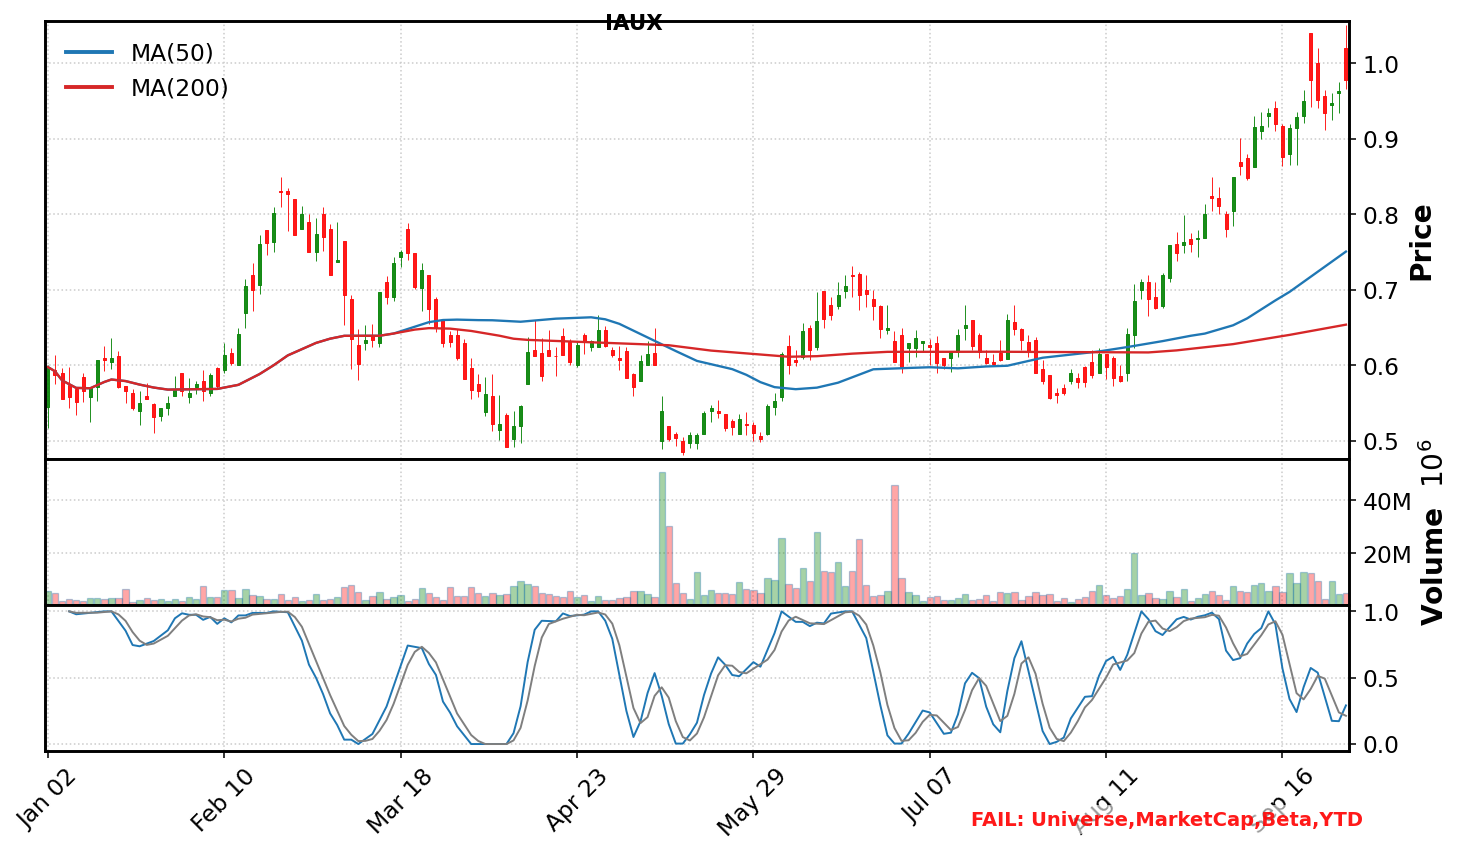 IAUX
MA(50)
MA(200)
1.0
0.9
0.8
0.7
0.6
0.5
Price
40M
20M
Volume 10^6
1.0
0.5
0.0
Jan 02
Feb 10
Mar 18
Apr 23
May 29
Jul 07
Aug 11
Sep 16
FAIL: Universe,MarketCap,Beta,YTD